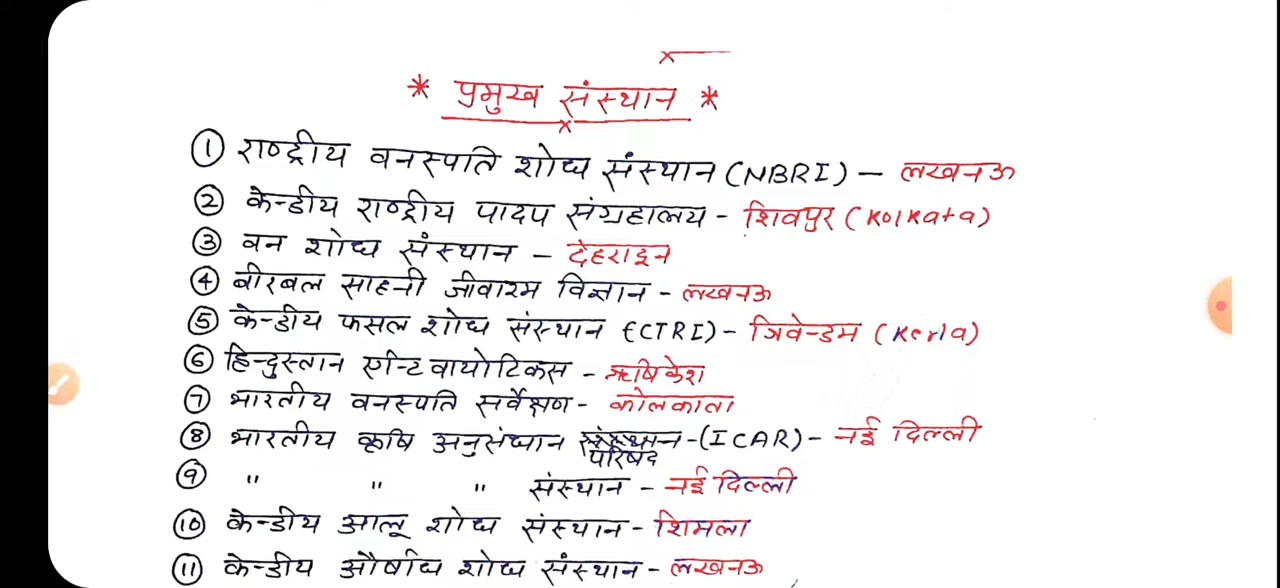 * प्रमुख संस्थान *
① राष्ट्रीय वनस्पति शोध संस्थान (NBRI) – लखनऊ
② केन्द्रीय राष्ट्रीय पादप संग्रहालय – शिवपुर (Kolkata)
③ वन शोध संस्थान – देहरादून
④ बीरबल साहनी जीवाश्म विज्ञान – लखनऊ
⑤ केन्द्रीय फसल शोध संस्थान (CTRI) – त्रिवेन्डम (Kerla)
⑥ हिन्दुस्तान एन्टिवायोटिकस – ऋषिकेश
⑦ भारतीय वनस्पति सर्वेक्षण – कोलकाता
⑧ भारतीय कृषि अनुसंधान परिषद – (ICAR) – नई दिल्ली
⑨ " " " संस्थान – नई दिल्ली
⑩ केन्द्रीय आलू शोध संस्थान – शिमला
⑪ केन्द्रीय औषधि शोध संस्थान – लखनऊ